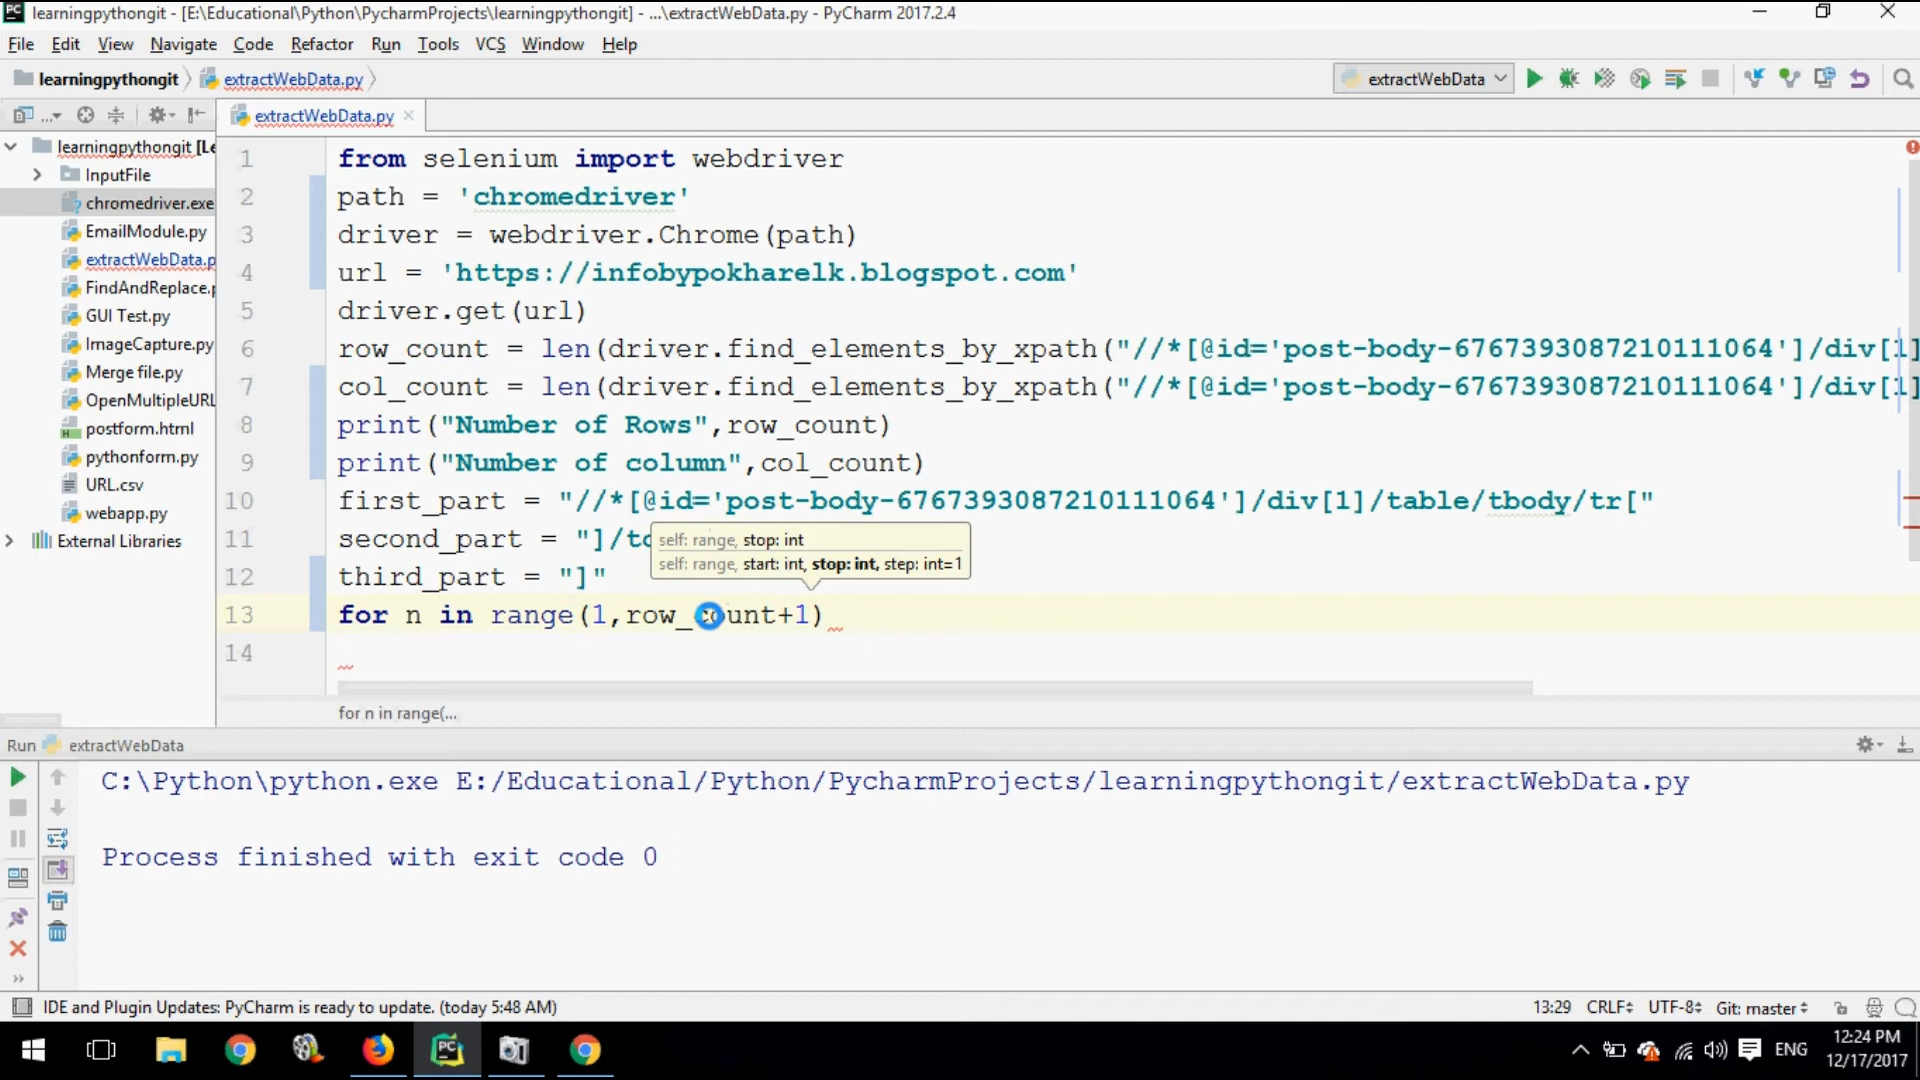 PC learningpythongit - [E:\Educational\Python\PycharmProjects\learningpythongit] - ...\extractWebData.py - PyCharm 2017.2.4
File Edit View Navigate Code Refactor Run Tools VCS Window Help
learningpythongit extractWebData.py extractWebData
... extractWebData.py
learningpythongit [Le
InputFile
chromedriver.exe
EmailModule.py
extractWebData.p
FindAndReplace.p
GUI Test.py
ImageCapture.py
Merge file.py
OpenMultipleURL
postform.html
pythonform.py
URL.csv
webapp.py
External Libraries
1 from selenium import webdriver
2 path = 'chromedriver'
3 driver = webdriver.Chrome(path)
4 url = 'https://infobypokharelk.blogspot.com'
5 driver.get(url)
6 row_count = len(driver.find_elements_by_xpath("//*[@id='post-body-6767393087210111064']/div[1]
7 col_count = len(driver.find_elements_by_xpath("//*[@id='post-body-6767393087210111064']/div[1]
8 print("Number of Rows",row_count)
9 print("Number of column",col_count)
10 first_part = "//*[@id='post-body-6767393087210111064']/div[1]/table/tbody/tr["
11 second_part = "]/td
self: range, stop: int
self: range, start: int, stop: int, step: int=1
12 third_part = "]"
13 for n in range(1,row_count+1)
14
for n in range(...
Run extractWebData
C:\Python\python.exe E:/Educational/Python/PycharmProjects/learningpythongit/extractWebData.py
Process finished with exit code 0
IDE and Plugin Updates: PyCharm is ready to update. (today 5:48 AM) 13:29 CRLF UTF-8 Git: master
PC ENG 12:24 PM
12/17/2017